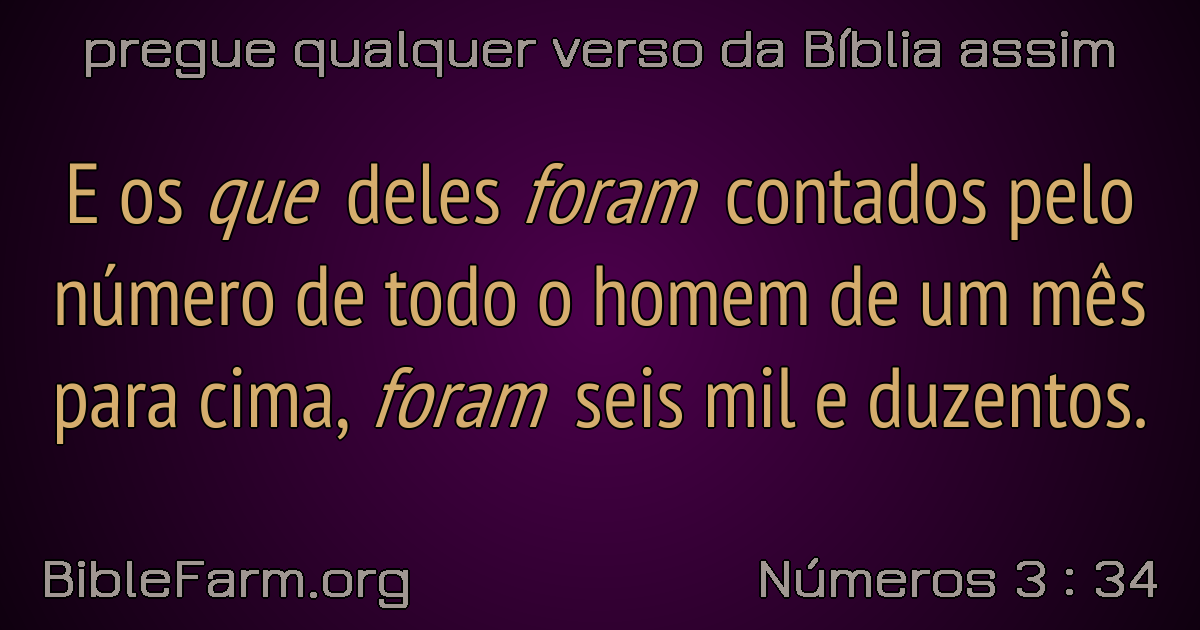 pregue qualquer verso da Bíblia assim
E os que deles foram contados pelo
número de todo o homem de um mês
para cima, foram seis mil e duzentos.
BibleFarm.org
Números 3 : 34